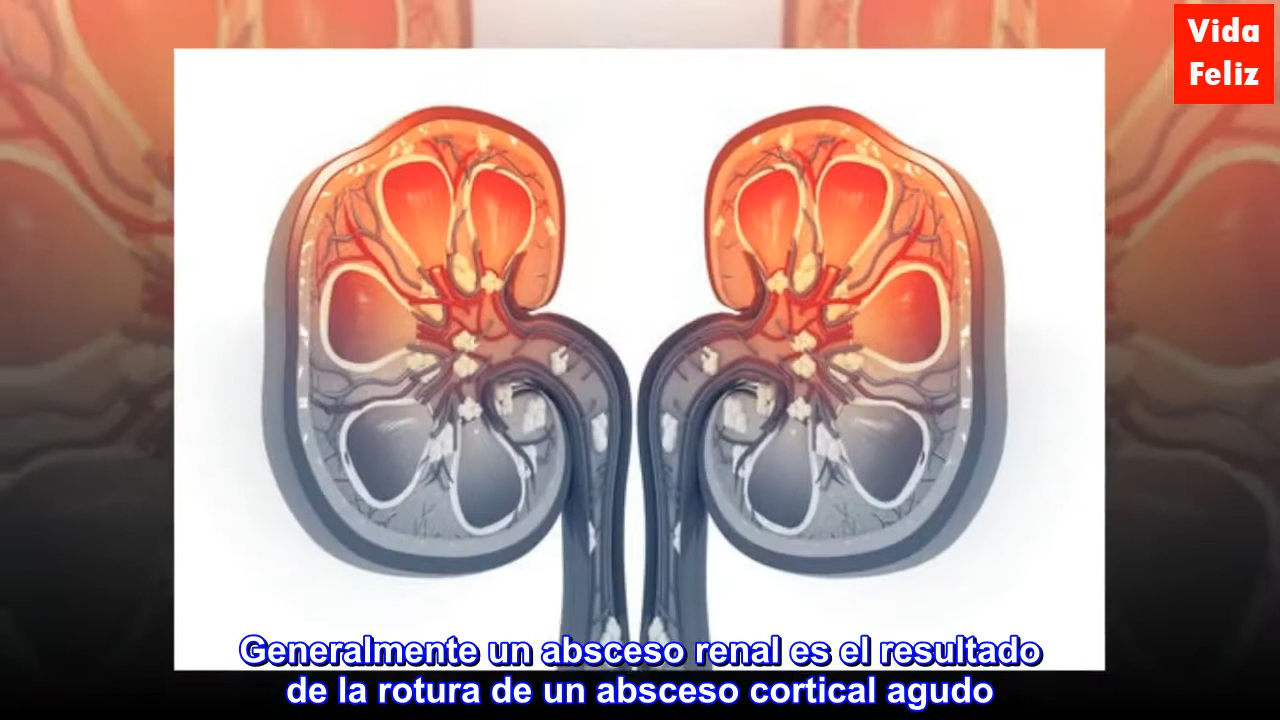 Vida
Feliz
Generalmente un absceso renal es el resultado
de la rotura de un absceso cortical agudo